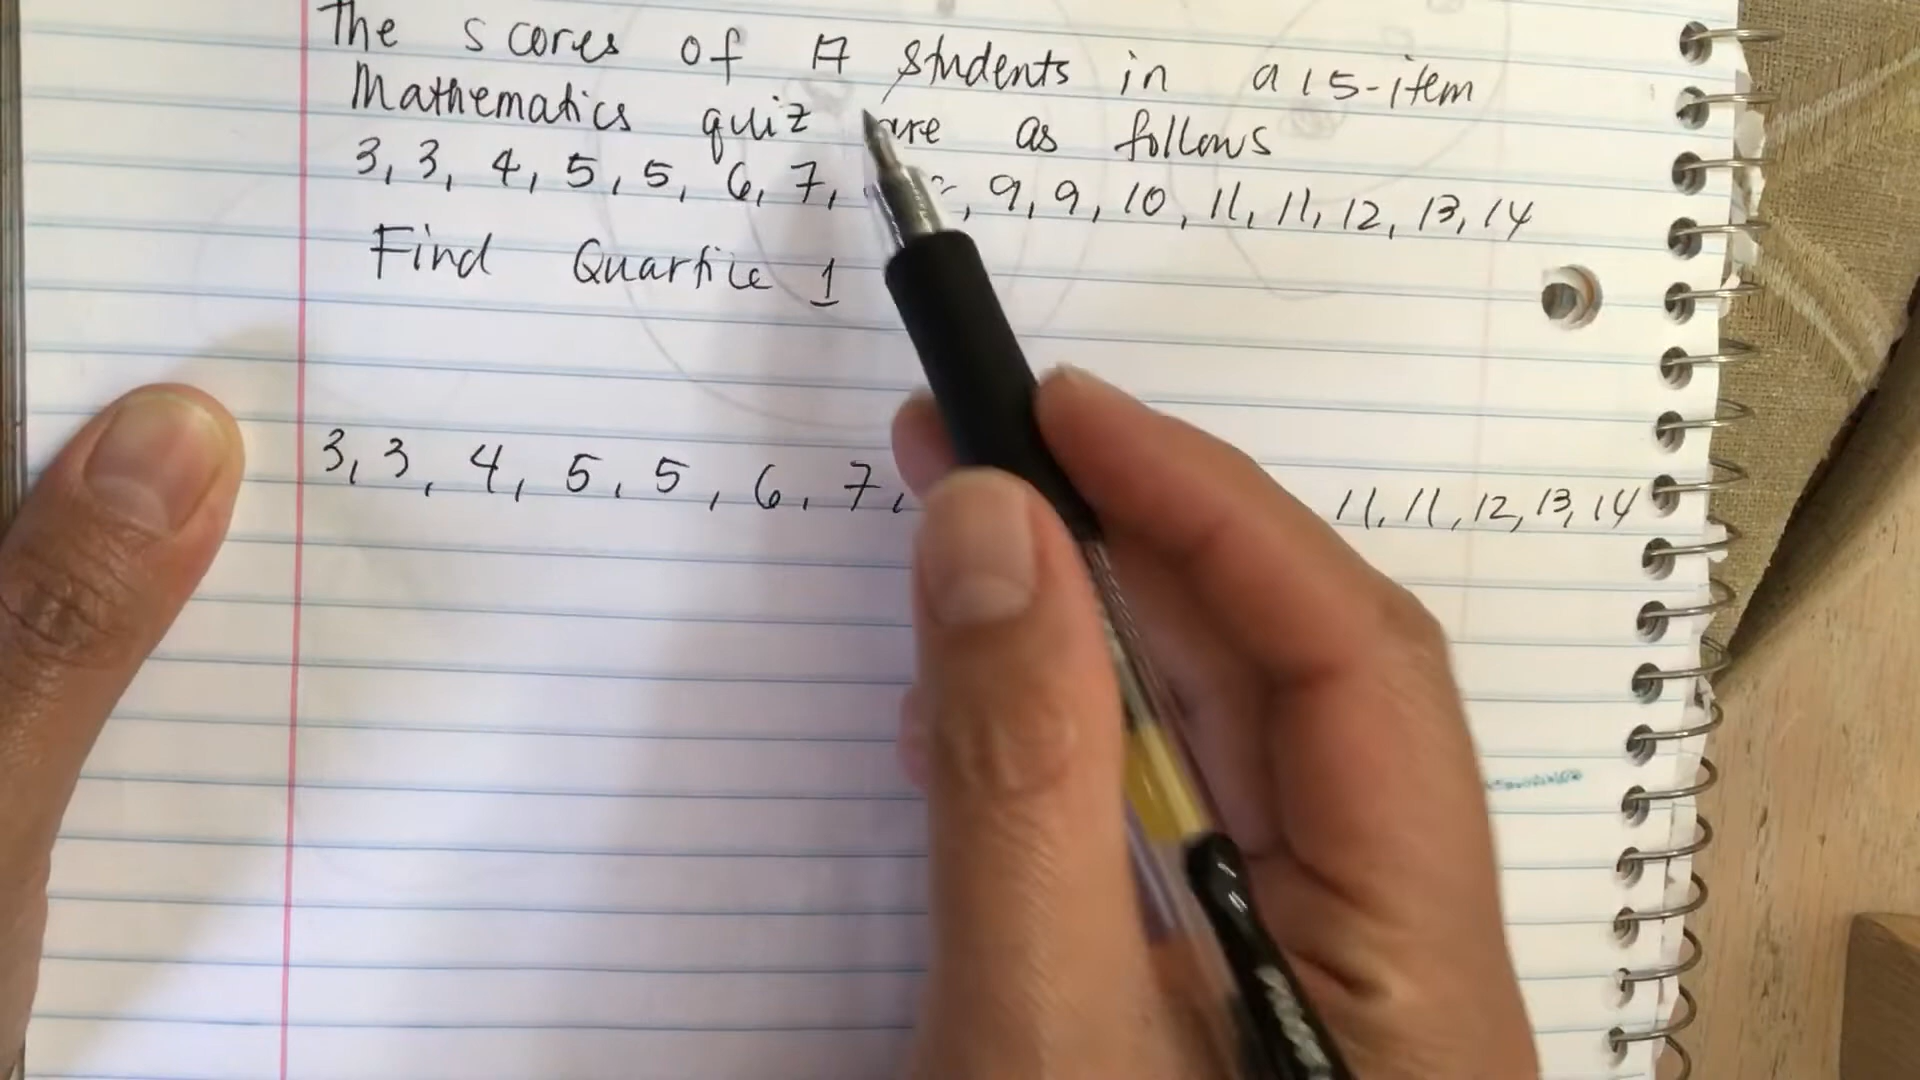 The scores of 17 students in a 15-item
Mathematics quiz are as follows
3, 3, 4, 5, 5, 6, 7, , 9, 9, 10, 11, 11, 12, 13, 14
Find Quartile 1
3, 3, 4, 5, 5, 6, 7, 11, 11, 12, 13, 14